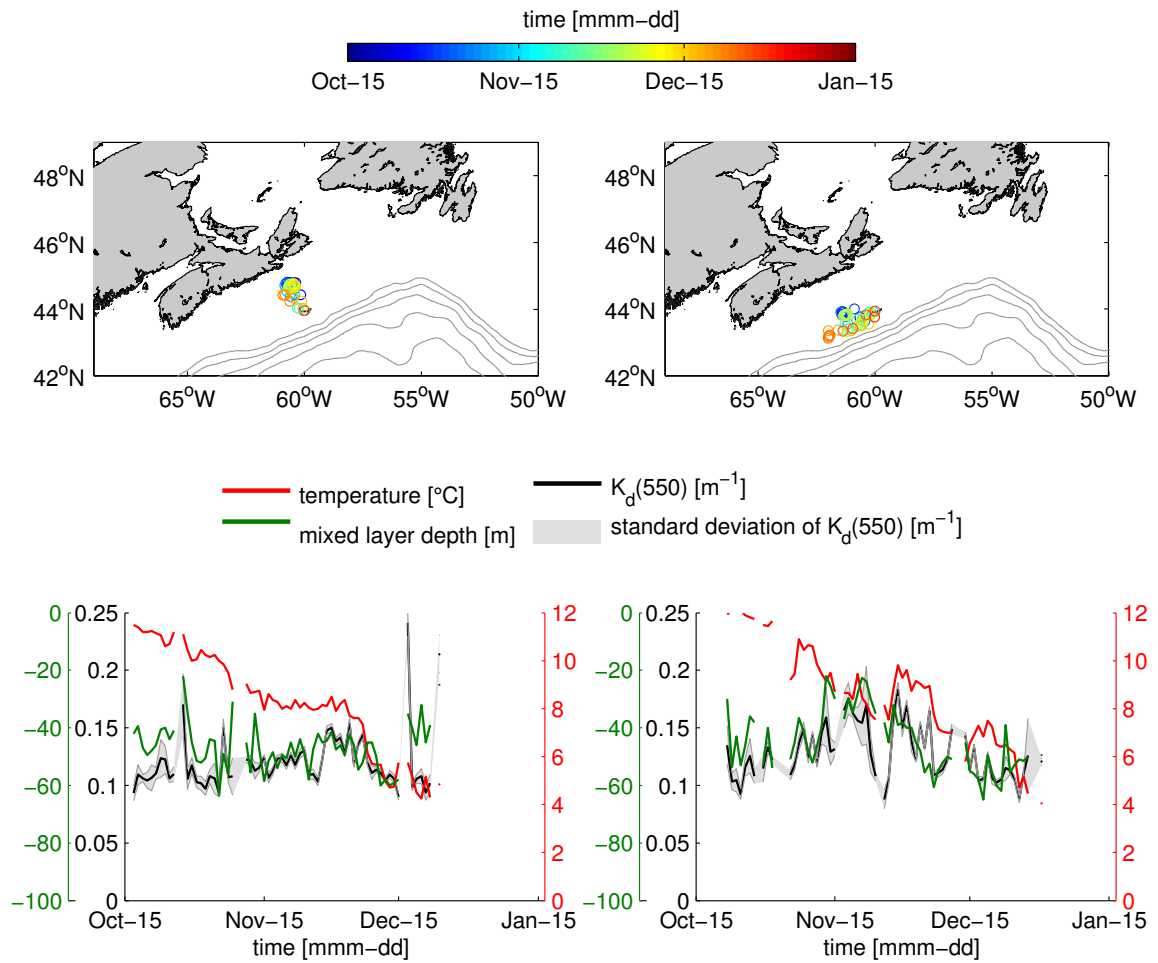 time [mmm−dd]
Oct−15 Nov−15 Dec−15 Jan−15
48°N 48°N
46°N 46°N
44°N 44°N
42°N 42°N
65°W 60°W 55°W 50°W 65°W 60°W 55°W 50°W
temperature [°C] K_d(550) [m^−1]
mixed layer depth [m] standard deviation of K_d(550) [m^−1]
0 0.25 12 0 0.25 12
−20 0.2 10 −20 0.2 10
−40 0.15 8 −40 0.15 8
−60 0.1 6 −60 0.1 6
−80 0.05 4 −80 0.05 4
−100 0 2 −100 0 2
0 0
Oct−15 Nov−15 Dec−15 Jan−15 Oct−15 Nov−15 Dec−15 Jan−15
time [mmm−dd] time [mmm−dd]